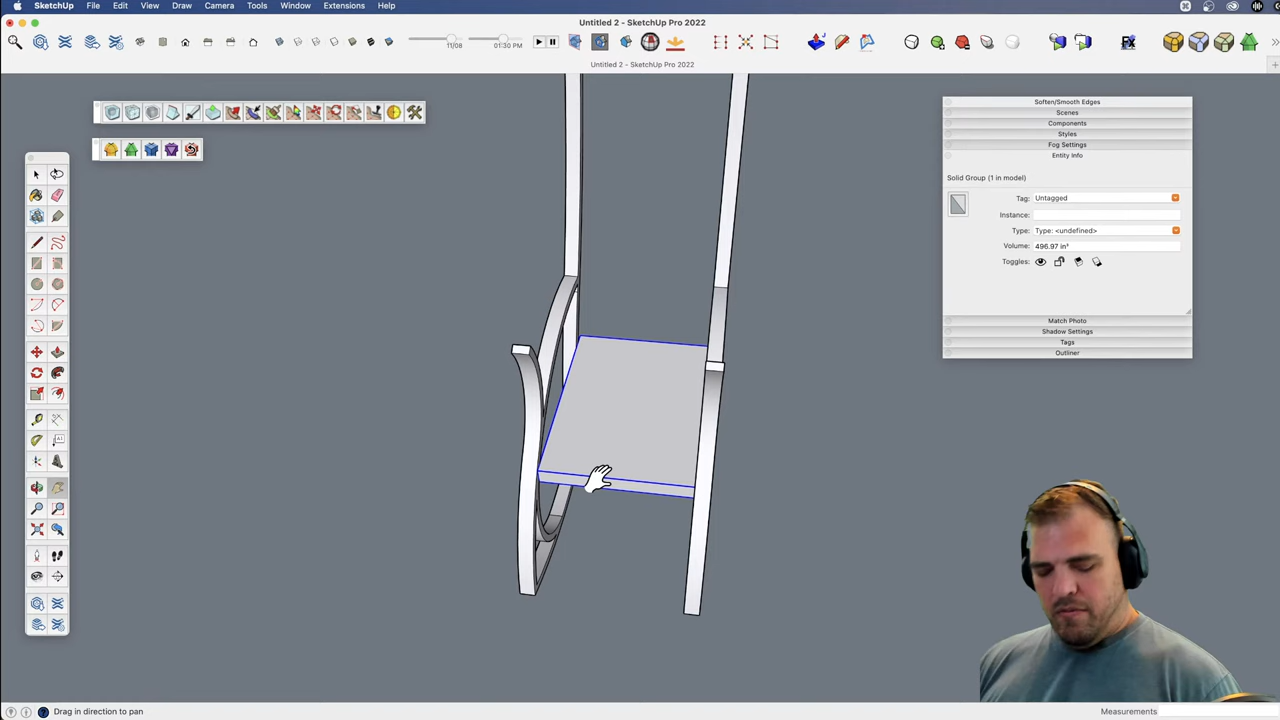 SketchUp File Edit View Draw Camera Tools Window Extensions Help
Untitled 2 - SketchUp Pro 2022
11/08
01:30 PM
Untitled 2 - SketchUp Pro 2022
Soften/Smooth Edges
Scenes
Components
Styles
Fog Settings
Entity Info
Solid Group (1 in model)
Tag: Untagged
Instance:
Type: Type: <undefined>
Volume: 496.97 in³
Toggles:
Match Photo
Shadow Settings
Tags
Outliner
Drag in direction to pan
Measurements